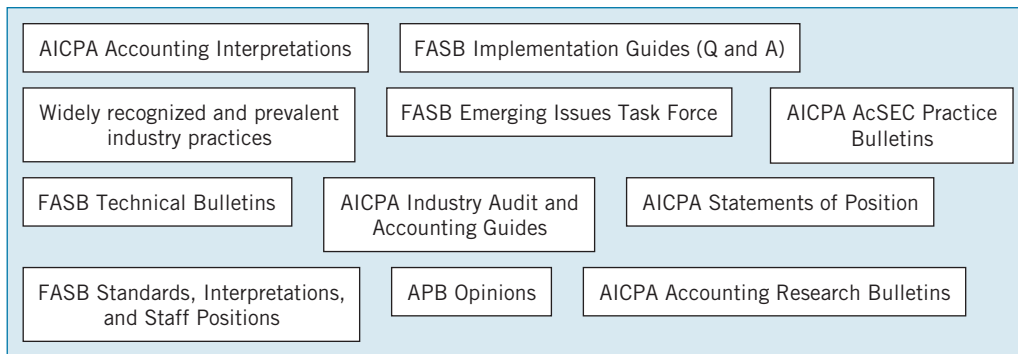 AICPA Accounting Interpretations
FASB Implementation Guides (Q and A)
Widely recognized and prevalent
industry practices
FASB Emerging Issues Task Force
AICPA AcSEC Practice
Bulletins
FASB Technical Bulletins
AICPA Industry Audit and
Accounting Guides
AICPA Statements of Position
FASB Standards, Interpretations,
and Staff Positions
APB Opinions
AICPA Accounting Research Bulletins